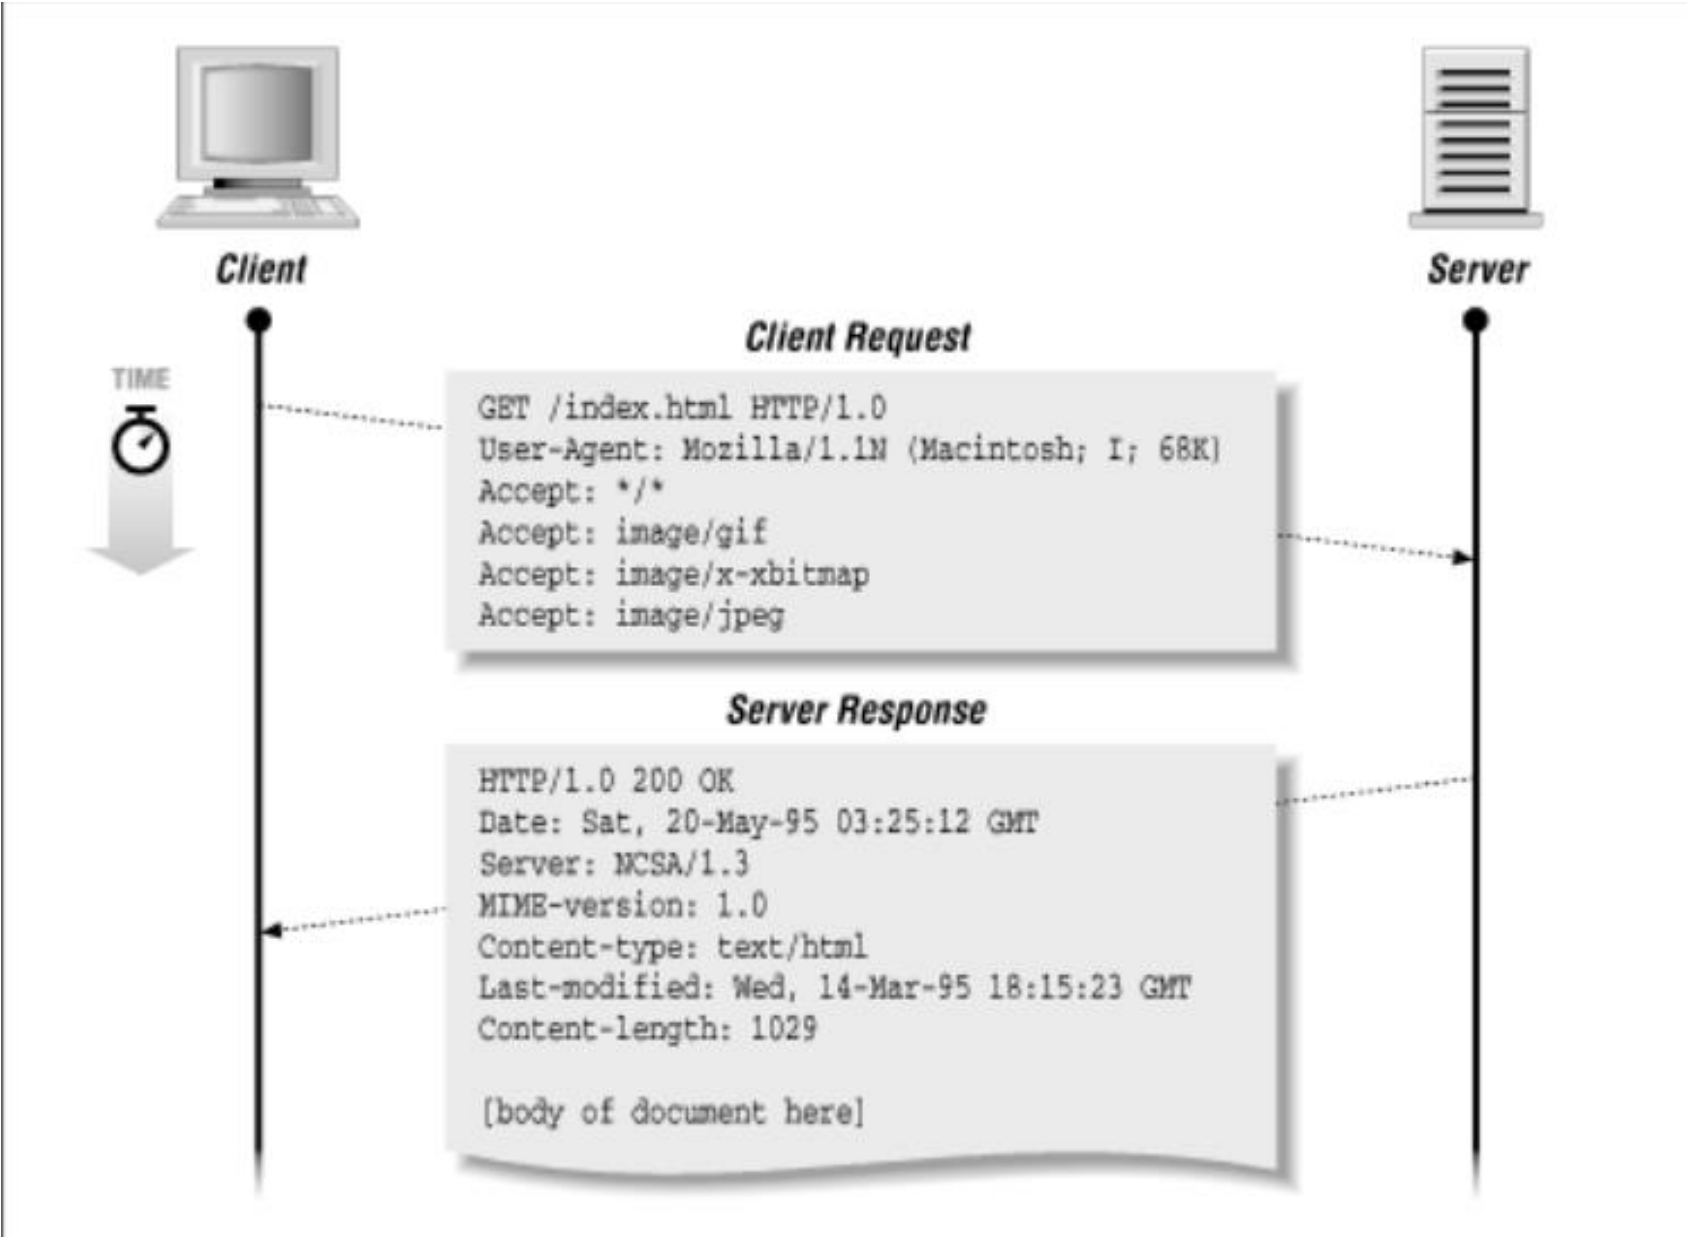 Client
Server
TIME
Client Request
GET /index.html HTTP/1.0
User-Agent: Mozilla/1.1N (Macintosh; I; 68K)
Accept: */*
Accept: image/gif
Accept: image/x-xbitmap
Accept: image/jpeg
Server Response
HTTP/1.0 200 OK
Date: Sat, 20-May-95 03:25:12 GMT
Server: NCSA/1.3
MIME-version: 1.0
Content-type: text/html
Last-modified: Wed, 14-Mar-95 18:15:23 GMT
Content-length: 1029
[body of document here]